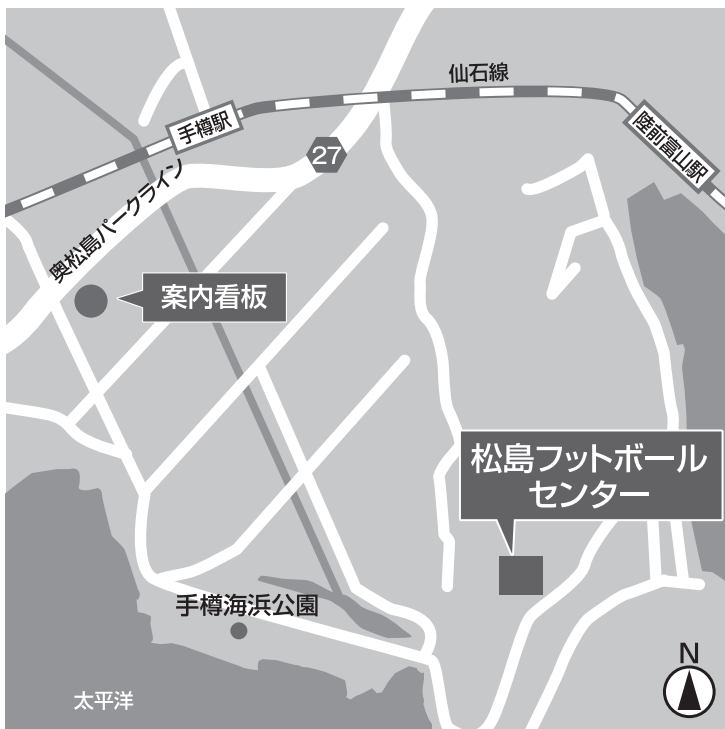 仙石線
手樽駅
陸前富山駅
27
奥松島パークライン
案内看板
松島フットボール
センター
手樽海浜公園
太平洋
N